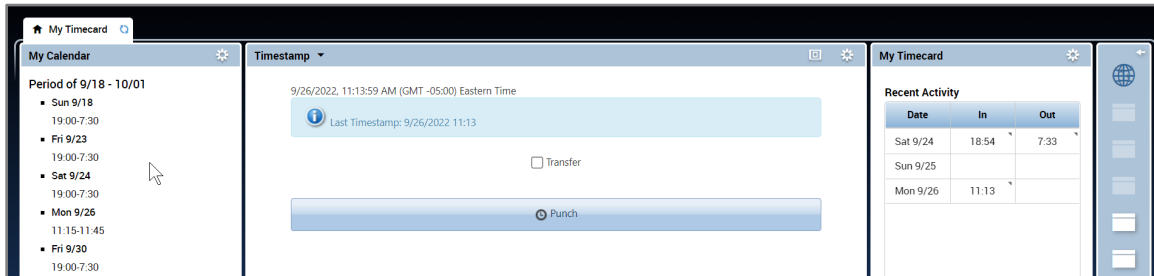 My Timecard
My Calendar
Period of 9/18 - 10/01
Sun 9/18
19:00-7:30
Fri 9/23
19:00-7:30
Sat 9/24
19:00-7:30
Mon 9/26
11:15-11:45
Fri 9/30
19:00-7:30
Timestamp
9/26/2022, 11:13:59 AM (GMT -05:00) Eastern Time
Last Timestamp: 9/26/2022 11:13
Transfer
Punch
My Timecard
Recent Activity
Date In Out
Sat 9/24 18:54 7:33
Sun 9/25
Mon 9/26 11:13